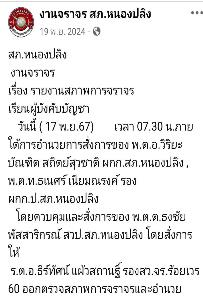 งานจราจร สภ.หนองปลิง
19 พ.ย. 2024
สภ.หนองปลิง
งานจราจร
เรื่อง รายงานสภาพการจราจร
เรียนผู้บังคับบัญชา
วันนี้ ( 17 พ.ย.67) เวลา 07.30 น.ภาย
ใต้การอำนวยการสั่งการของ พ.ต.อ.วิริยะ
บัณฑิต สถิตย์สุวชาติ ผกก.สภ.หนองปลิง ,
พ.ต.ท.ธเนศร์ เนียมณรงค์ รอง
ผกก.ป.สภ.หนองปลิง
โดยควบคุมและสั่งการของ พ.ต.ต.ธงชัย
พัสสาริกรณ์ สวป.สภ.หนองปลิง โดยสั่งการ
ให้
ร.ต.อ.ธีร์ทัศน์ แผ้วสถานฐี์ รองสว.จร.ร้อยเวร
60 ออกตรวจสภาพการจราจรและอำนวย